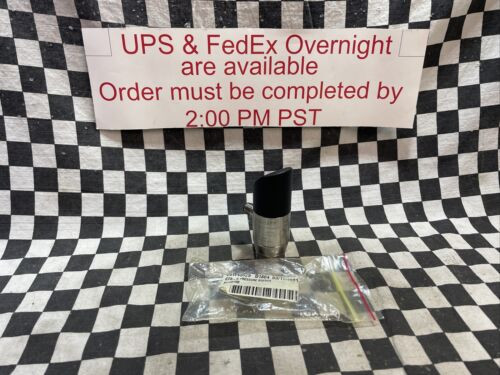 UPS & FedEx Overnight
are available
Order must be completed by
2:00 PM PST